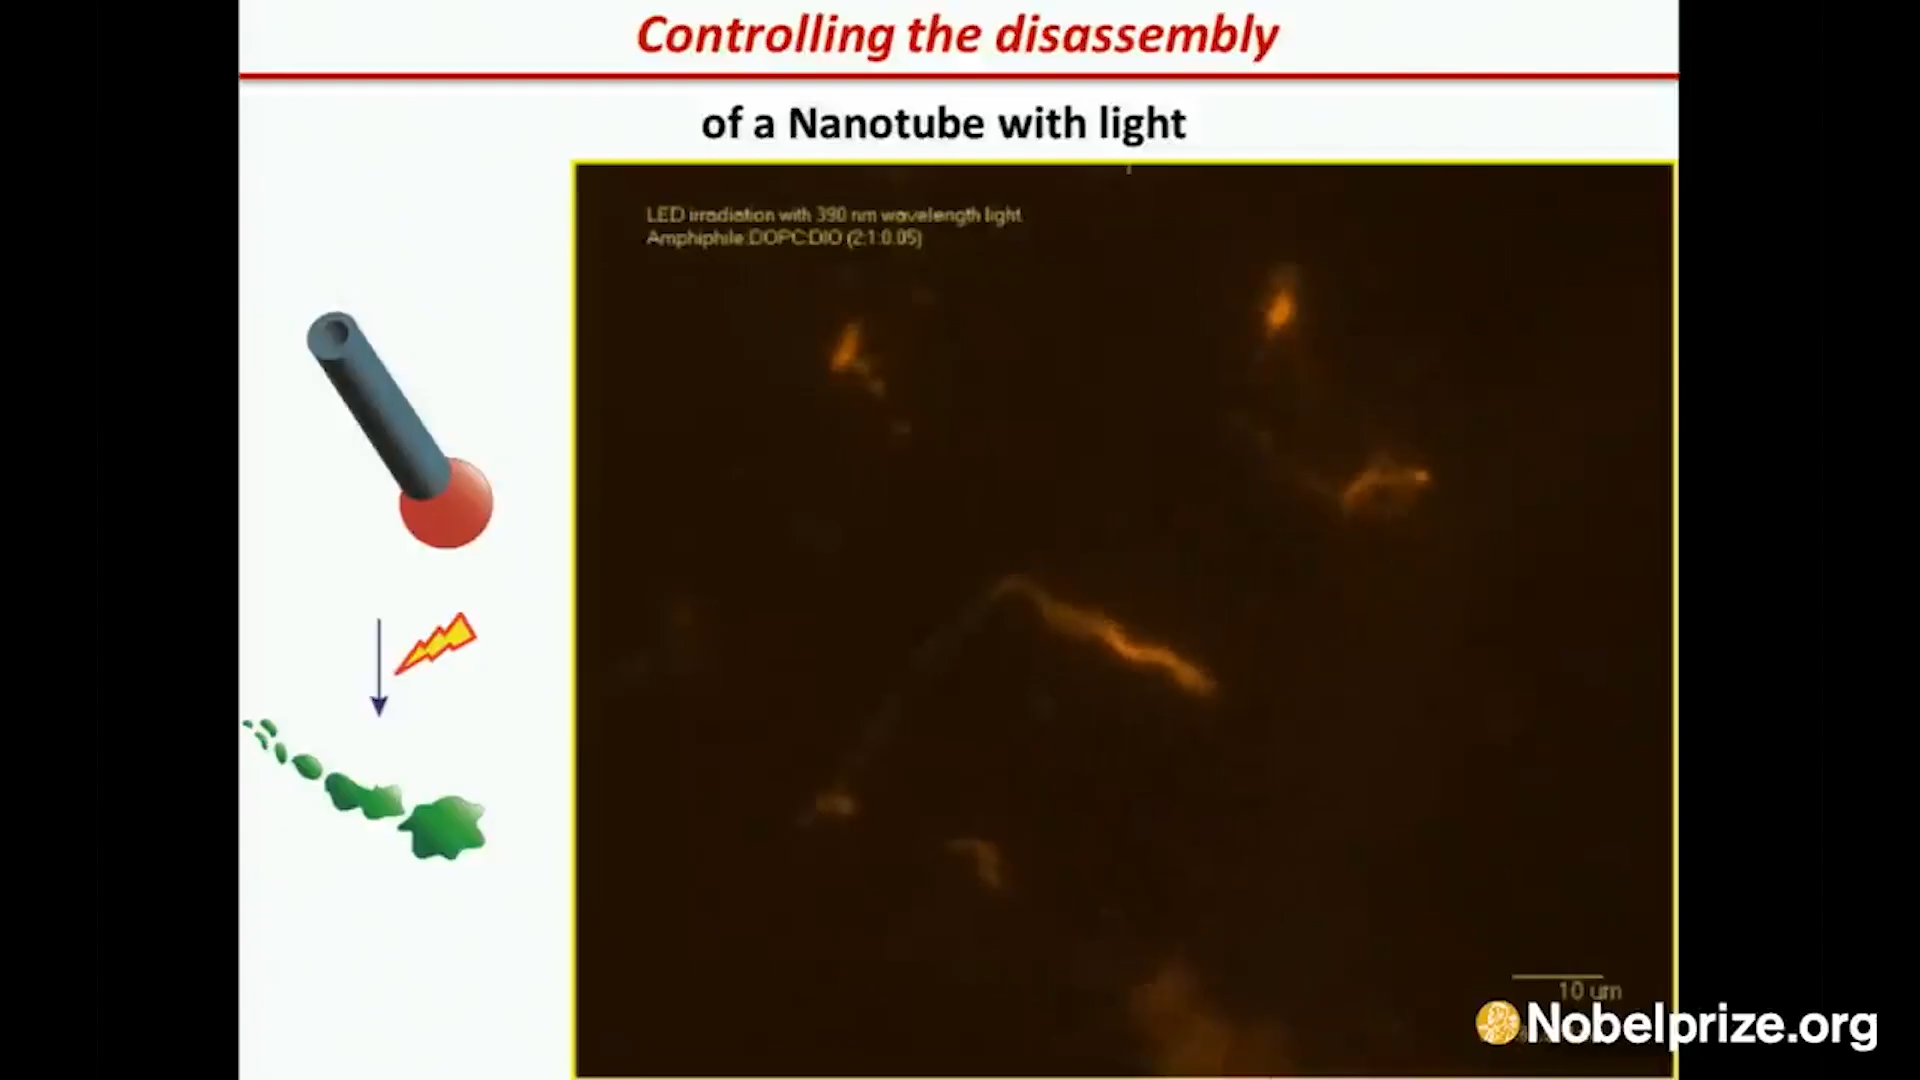 Controlling the disassembly
of a Nanotube with light
LED irradiation with 390 nm wavelength light
Amphiphile:DOPC:DIO (2:1:0.05)
10 um
Nobelprize.org